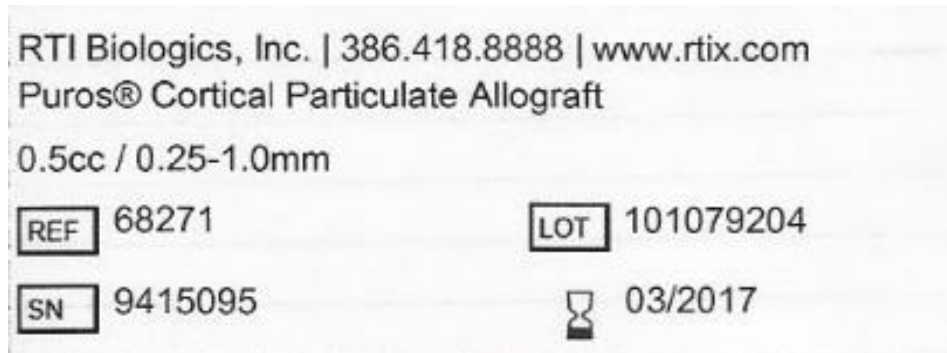 RTI Biologics, Inc. | 386.418.8888 | www.rtix.com
Puros® Cortical Particulate Allograft
0.5cc / 0.25-1.0mm
REF 68271 LOT 101079204
SN 9415095 03/2017